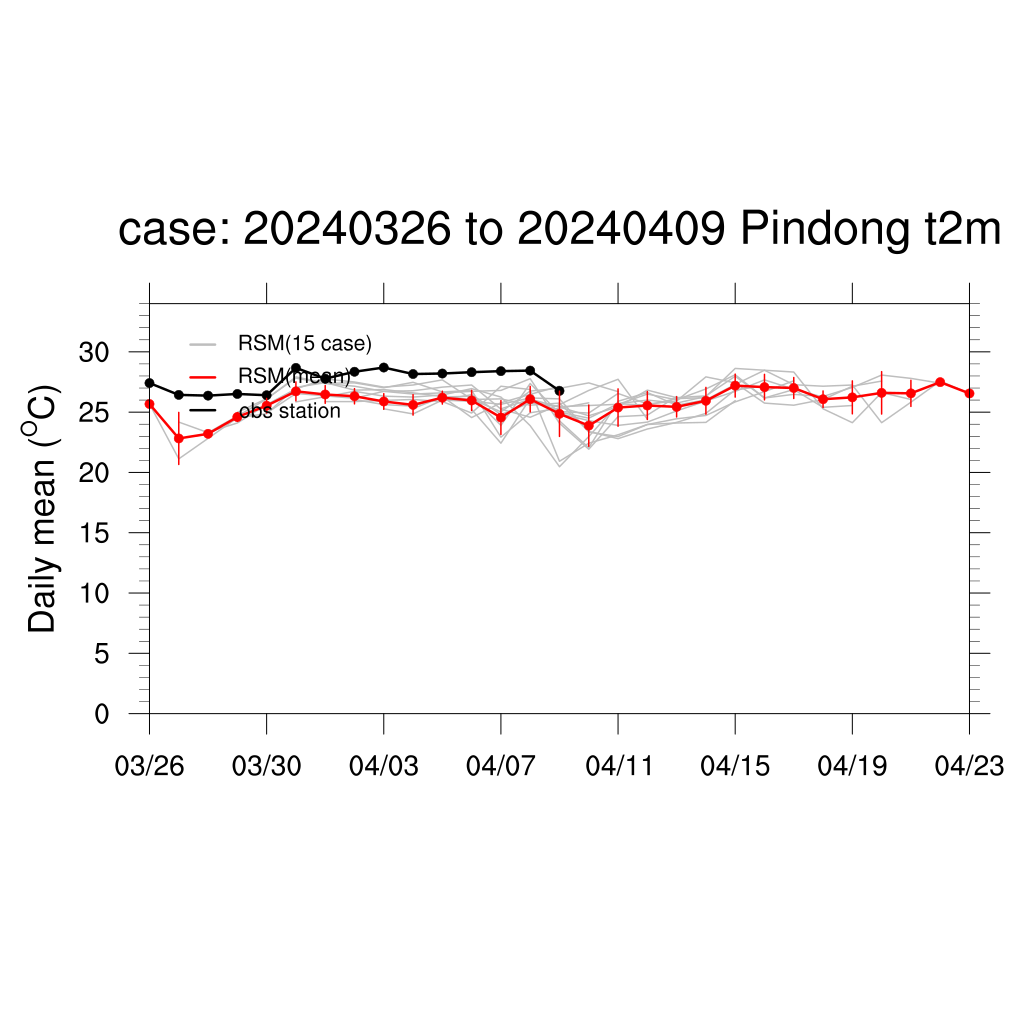 case: 20240326 to 20240409 Pindong t2m
RSM(15 case)
RSM(mean)
obs station
Daily mean (°C)
30
25
20
15
10
5
0
03/26 03/30 04/03 04/07 04/11 04/15 04/19 04/23